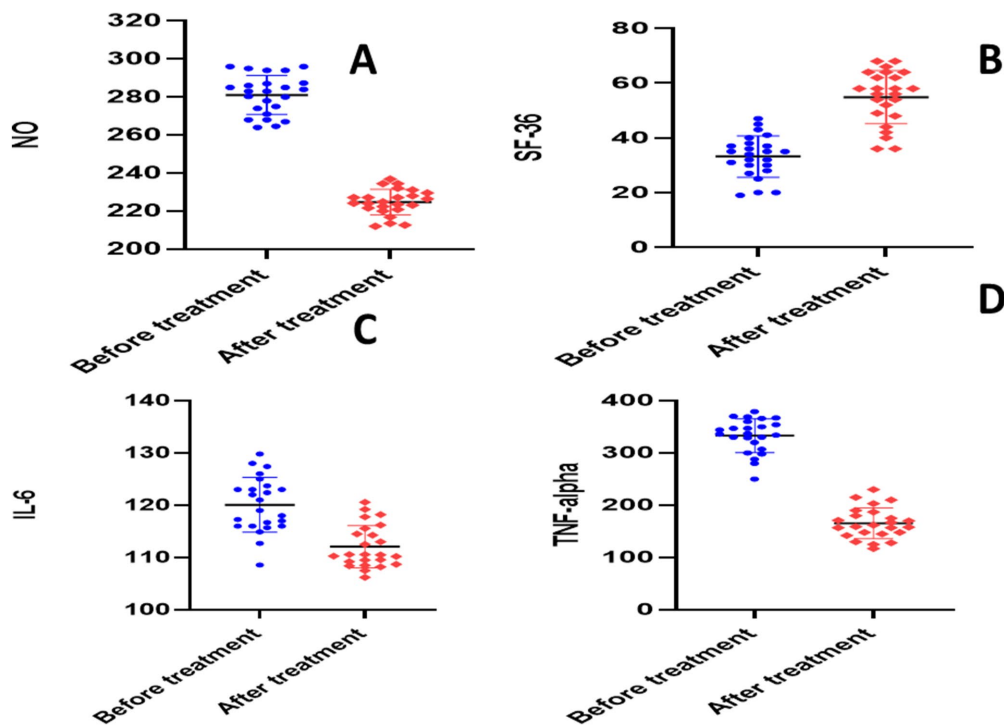 A
NO
320
300
280
260
240
220
200
Before treatment
After treatment
B
SF-36
80
60
40
20
0
Before treatment
After treatment
C
IL-6
140
130
120
110
100
Before treatment
After treatment
D
TNF-alpha
400
300
200
100
0
Before treatment
After treatment